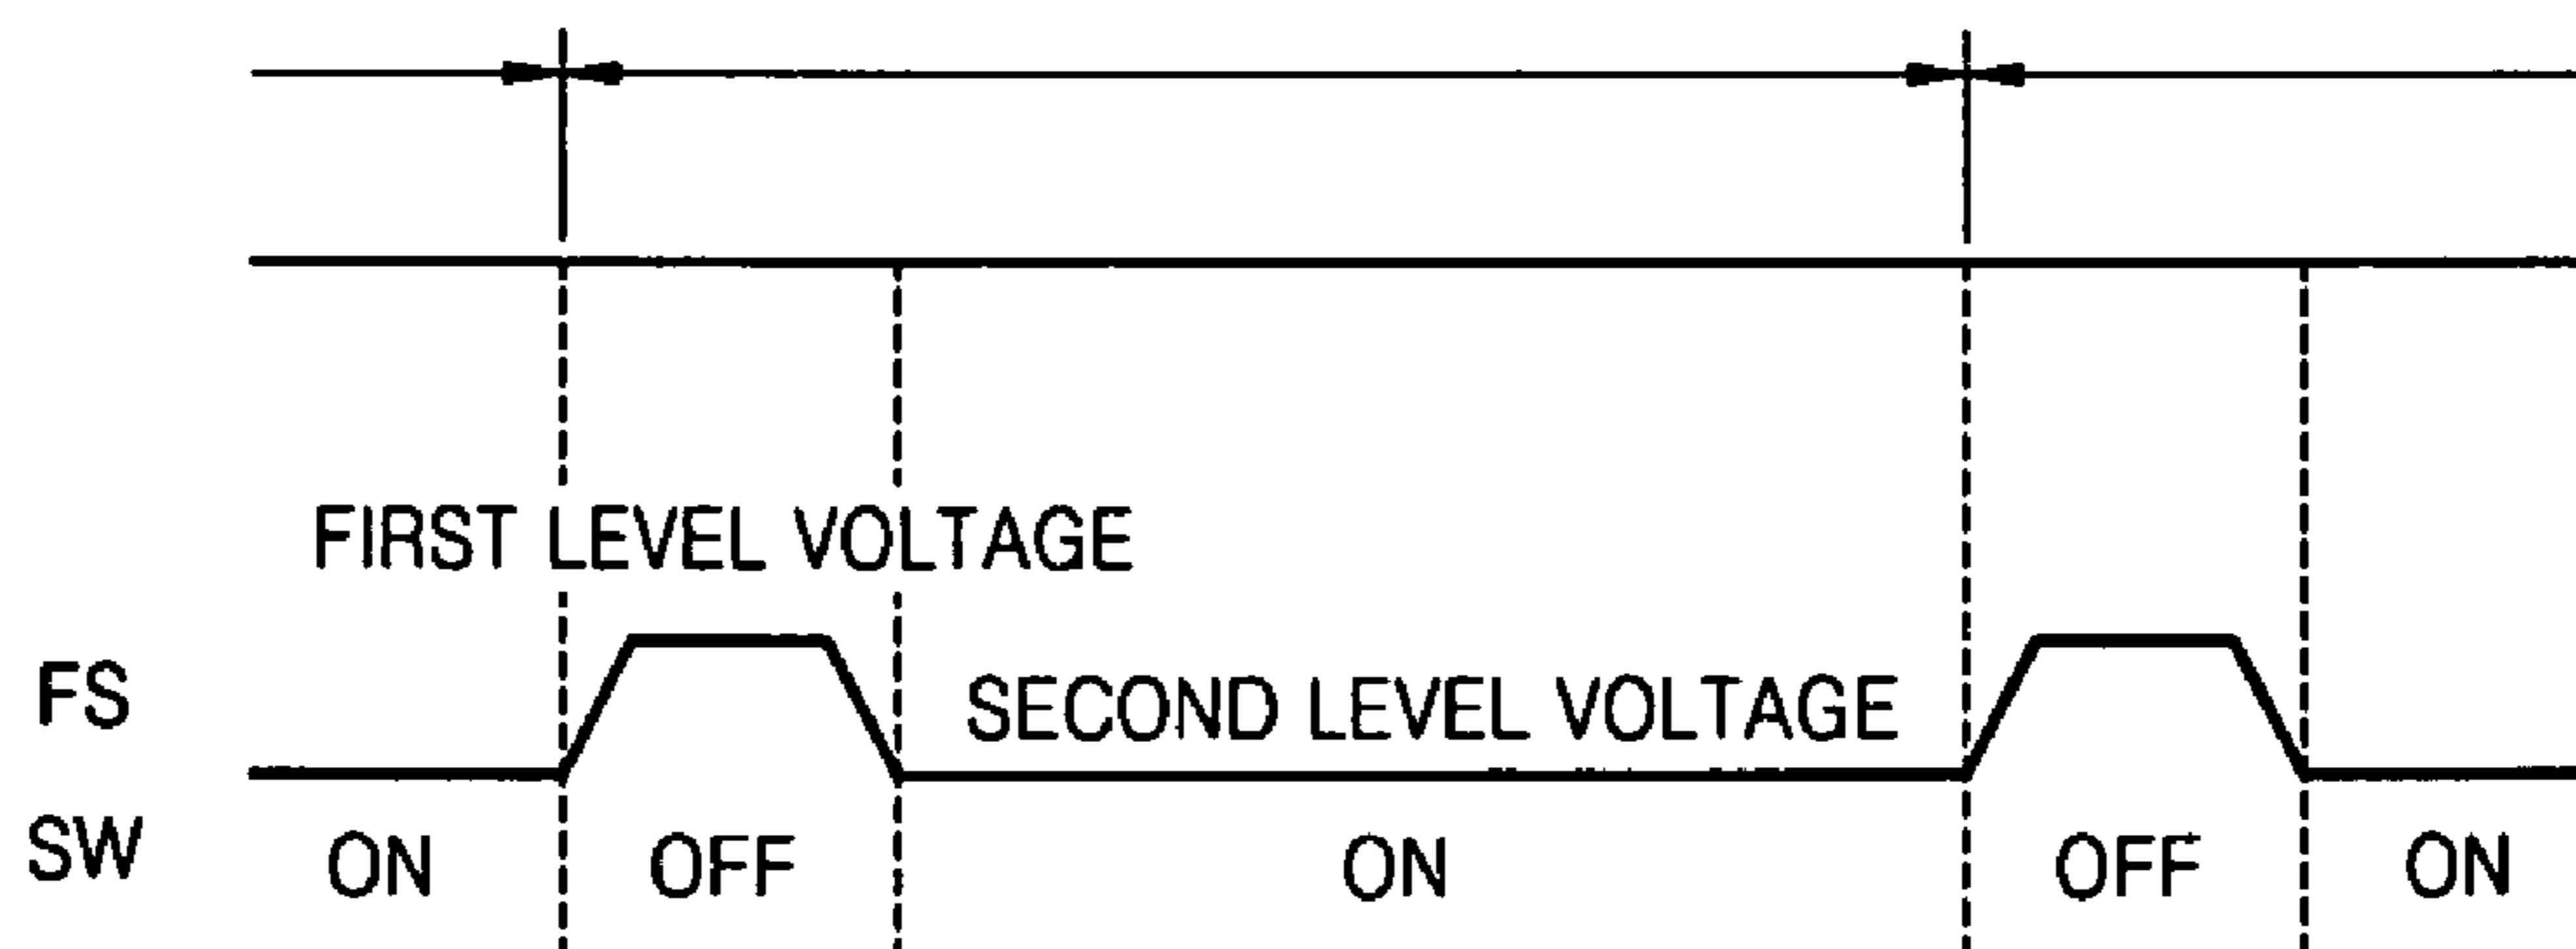 FIRST LEVEL VOLTAGE
FS
SECOND LEVEL VOLTAGE
SW ON OFF ON OFF ON